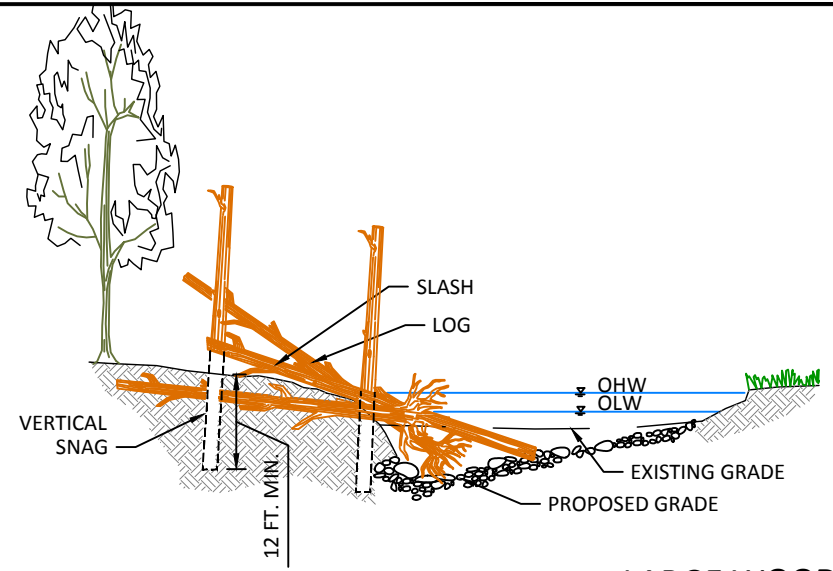 SLASH
LOG
OHW
OLW
VERTICAL
SNAG
EXISTING GRADE
PROPOSED GRADE
12 FT. MIN.